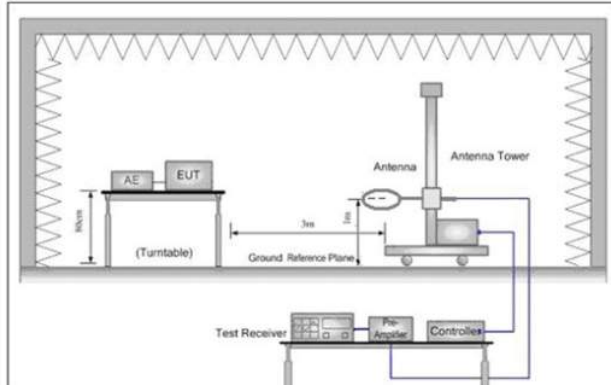 Antenna
Antenna Tower
AE
EUT
80cm
(Turntable)
3m
1m
Ground Reference Plane
Test Receiver
Pre-
Amplifier
Controller